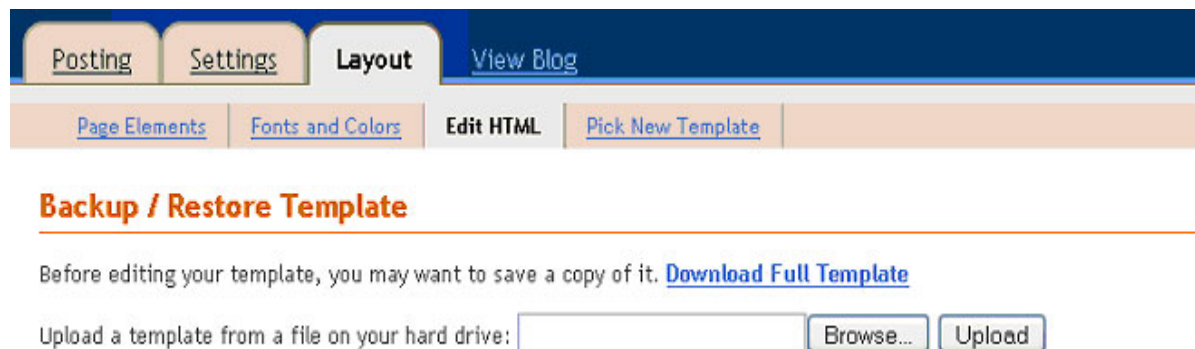 Posting Settings Layout View Blog
Page Elements Fonts and Colors Edit HTML Pick New Template
Backup / Restore Template
Before editing your template, you may want to save a copy of it. Download Full Template
Upload a template from a file on your hard drive: Browse... Upload